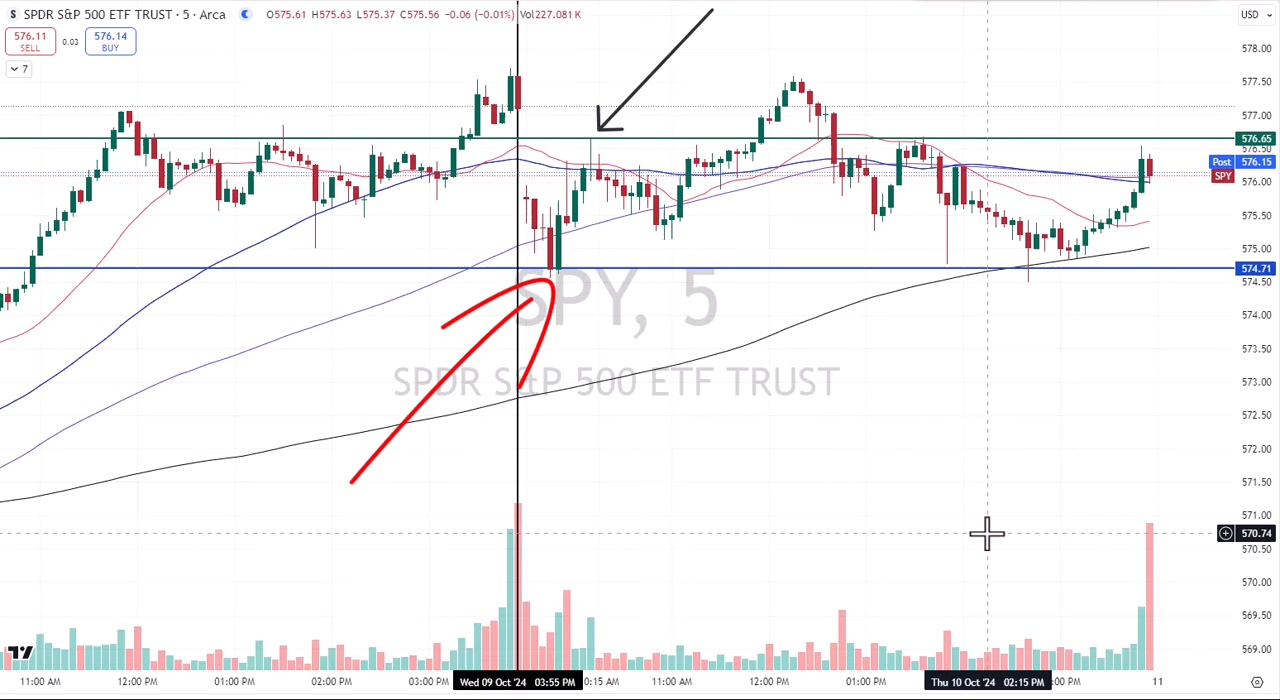 S SPDR S&P 500 ETF TRUST · 5 · Arca O575.61 H575.63 L575.37 C575.56 -0.06 (-0.01%) Vol227.081 K
USD
576.11 SELL 0.03 576.14 BUY
7
578.00
577.50
577.00
576.65
576.50
Post 576.15
SPY
576.00
575.50
575.00
574.71
574.50
574.00
573.50
573.00
572.50
572.00
571.50
571.00
570.74
570.50
570.00
569.50
569.00
SPY, 5
SPDR S&P 500 ETF TRUST
11:00 AM 12:00 PM 01:00 PM 02:00 PM 03:00 PM Wed 09 Oct '24 03:55 PM 0:15 AM 11:00 AM 12:00 PM 01:00 PM Thu 10 Oct '24 02:15 PM :00 PM 11